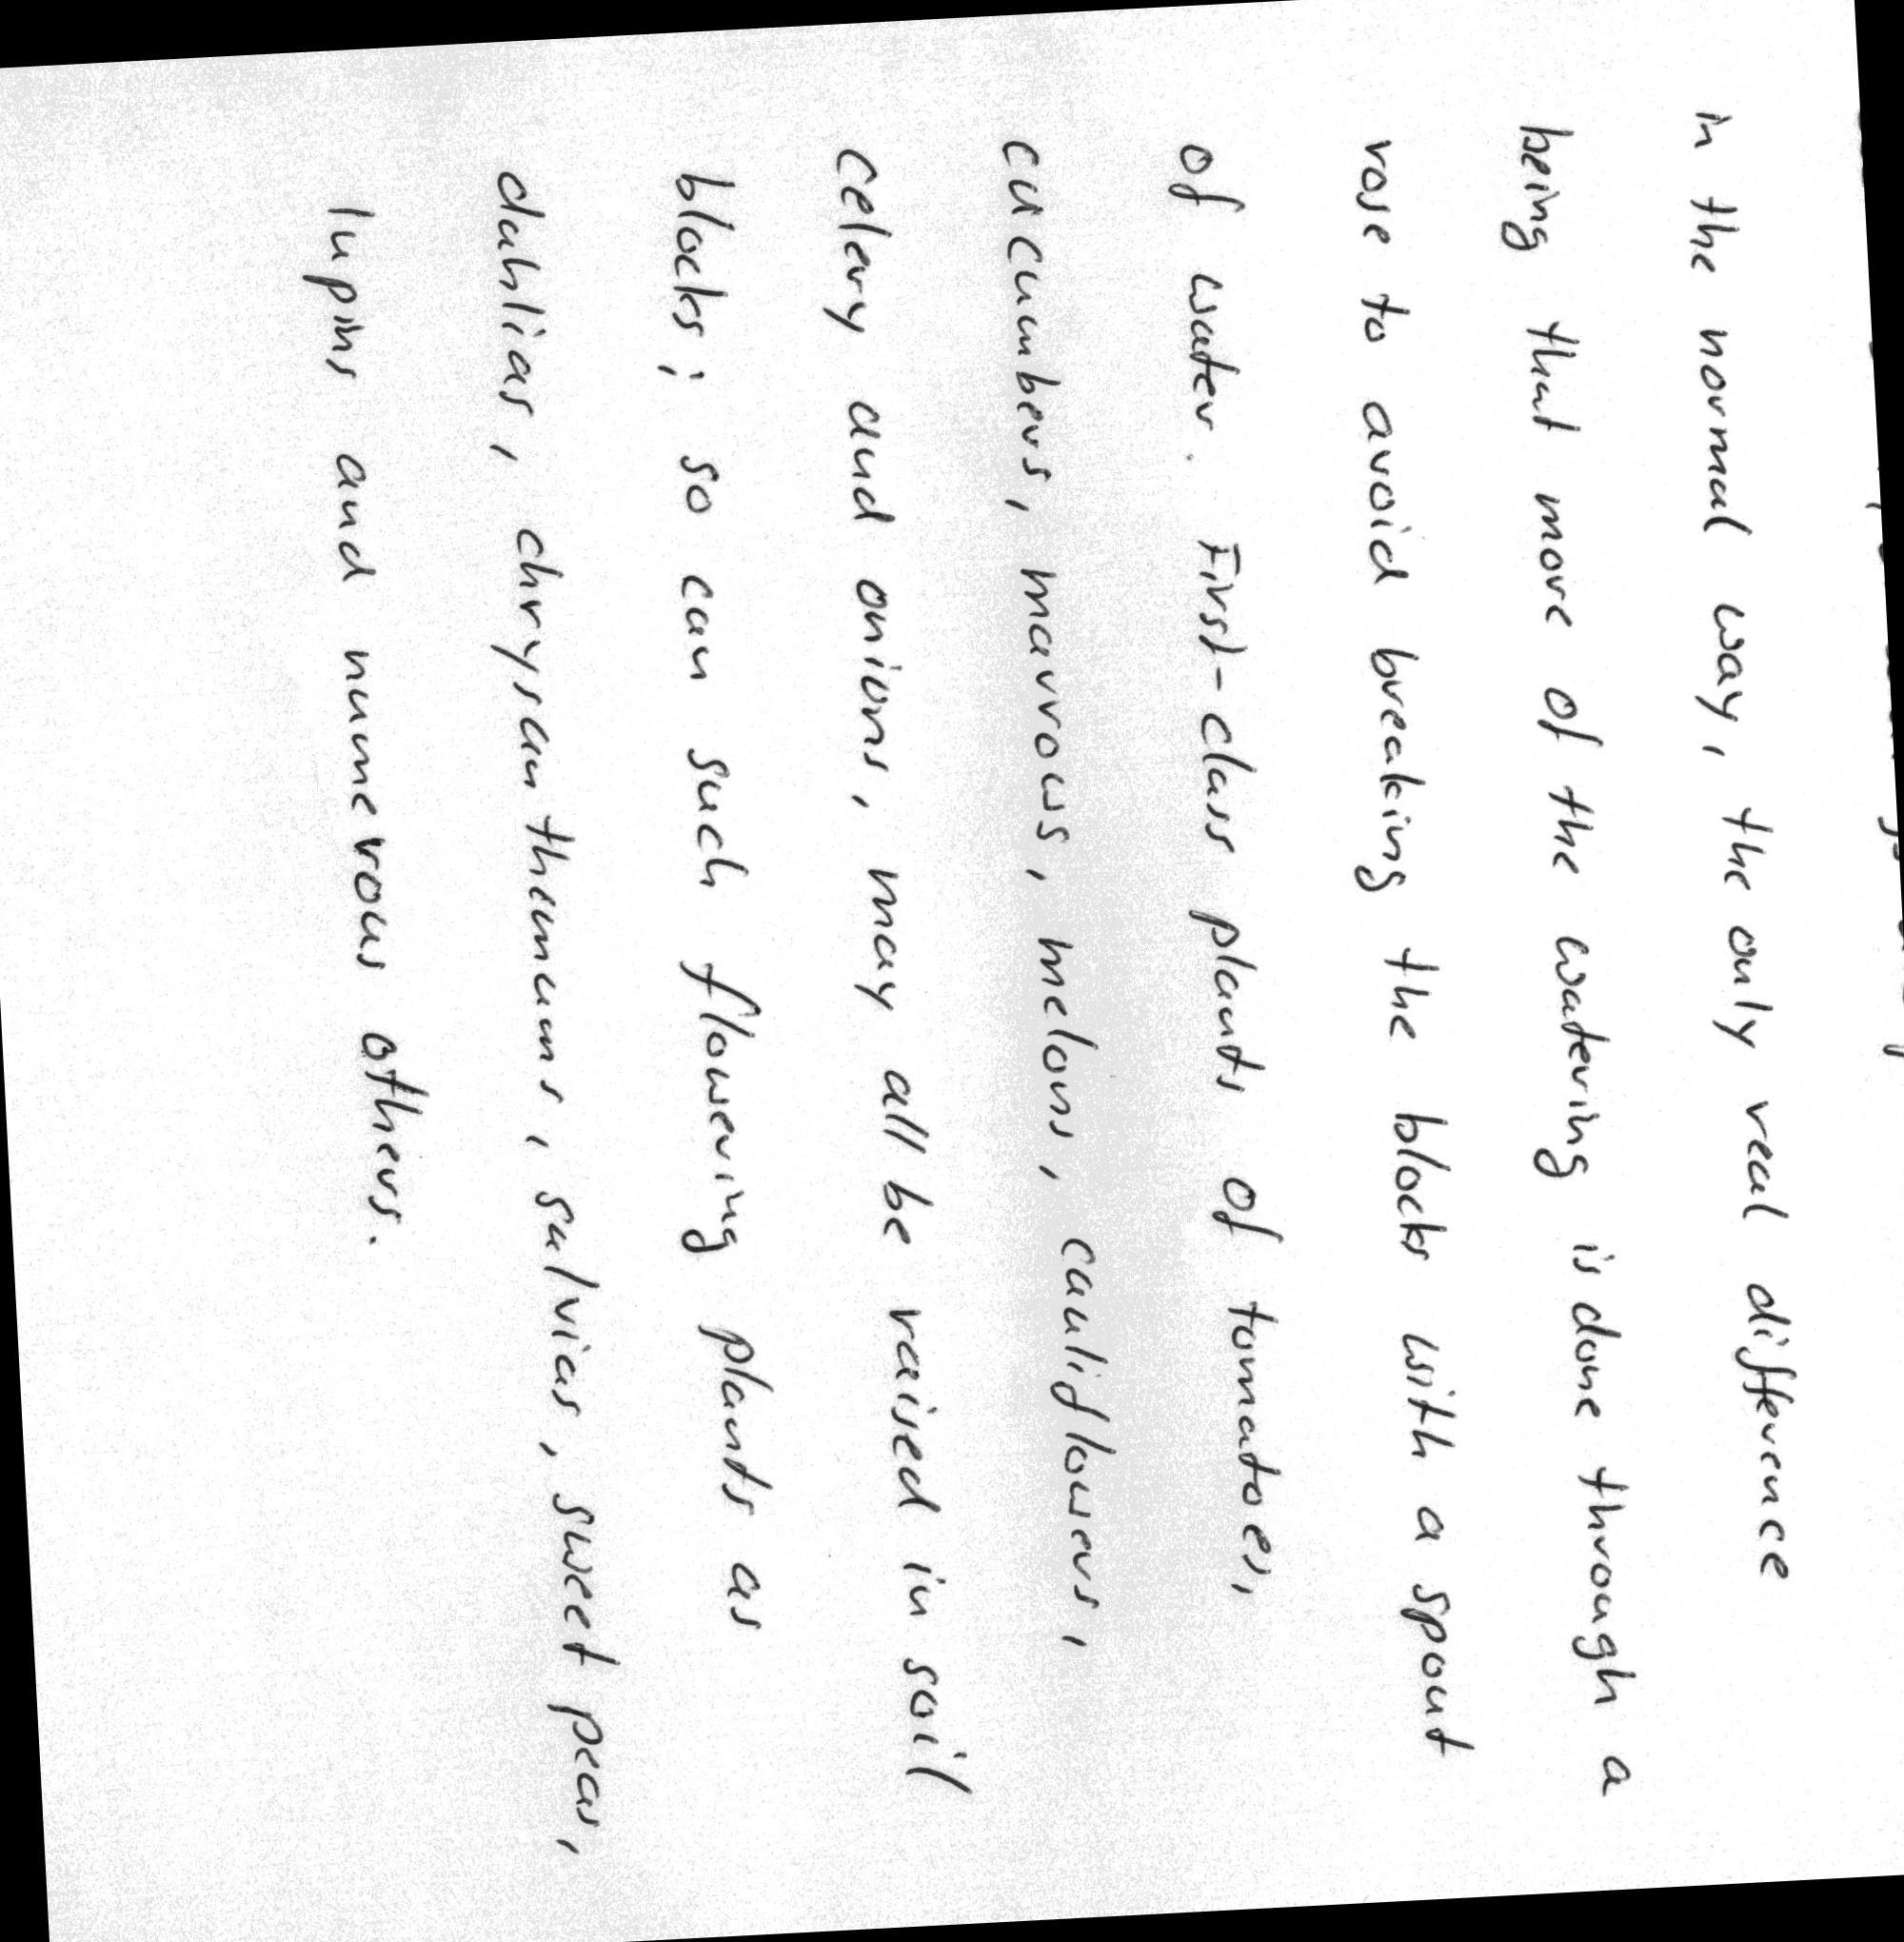 in the normal way, the only real difference
being that more of the watering is done through a
rose to avoid breaking the blocks with a spout
of water. First-class plants of tomatoes,
cucumbers, marrows, melons, cauliflowers,
celery and onions, may all be raised in soil
blocks; so can such flowering plants as
dahlias, chrysanthemums, salvias, sweet peas,
lupins and numerous others.